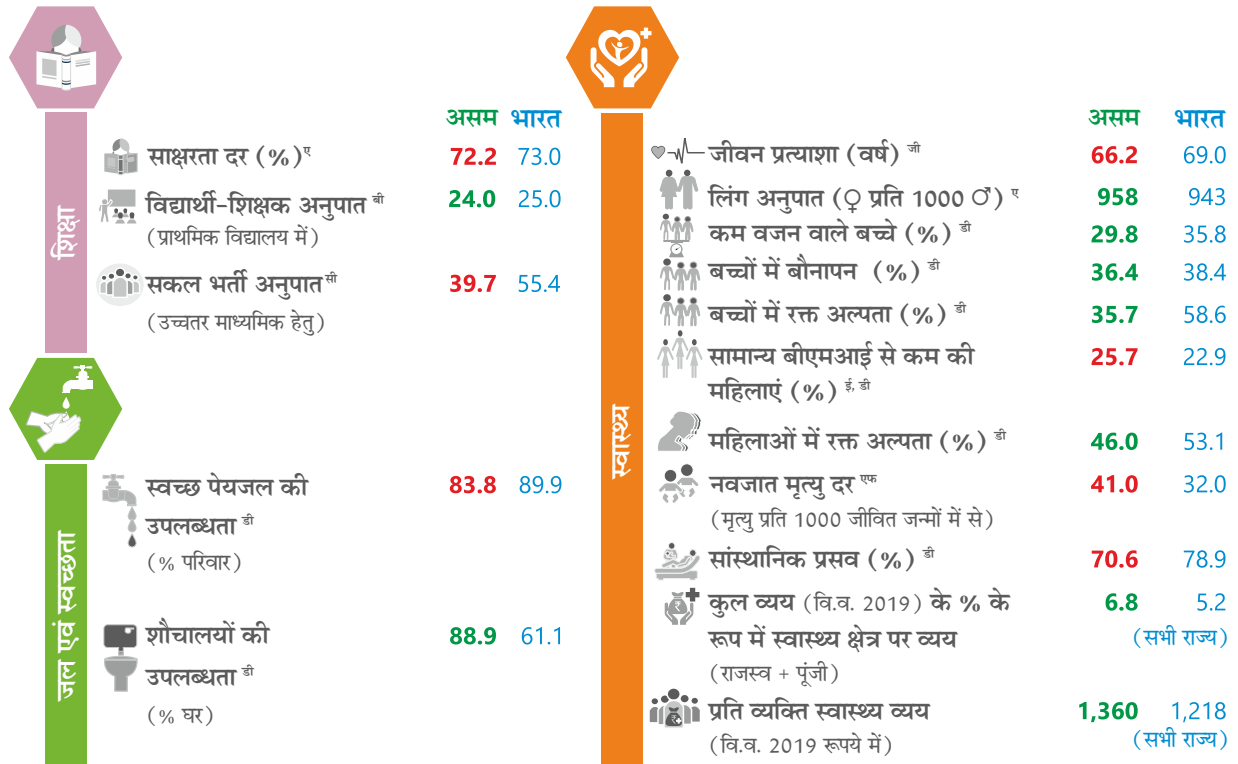 शिक्षा
असम भारत
साक्षरता दर (%)ए 72.2 73.0
विद्यार्थी-शिक्षक अनुपात बी 24.0 25.0
(प्राथमिक विद्यालय में)
सकल भर्ती अनुपात सी 39.7 55.4
(उच्चतर माध्यमिक हेतु)
जल एवं स्वच्छता
स्वच्छ पेयजल की 83.8 89.9
उपलब्धता डी
(% परिवार)
शौचालयों की 88.9 61.1
उपलब्धता डी
(% घर)
स्वास्थ्य
असम भारत
जीवन प्रत्याशा (वर्ष) जी 66.2 69.0
लिंग अनुपात (♀ प्रति 1000 ♂) ए 958 943
कम वजन वाले बच्चे (%) डी 29.8 35.8
बच्चों में बौनापन (%) डी 36.4 38.4
बच्चों में रक्त अल्पता (%) डी 35.7 58.6
सामान्य बीएमआई से कम की 25.7 22.9
महिलाएं (%) ई, डी
महिलाओं में रक्त अल्पता (%) डी 46.0 53.1
नवजात मृत्यु दर एफ 41.0 32.0
(मृत्यु प्रति 1000 जीवित जन्मों में से)
सांस्थानिक प्रसव (%) डी 70.6 78.9
कुल व्यय (वि.व. 2019) के % के 6.8 5.2
रूप में स्वास्थ्य क्षेत्र पर व्यय (सभी राज्य)
(राजस्व + पूंजी)
प्रति व्यक्ति स्वास्थ्य व्यय 1,360 1,218
(वि.व. 2019 रूपये में) (सभी राज्य)